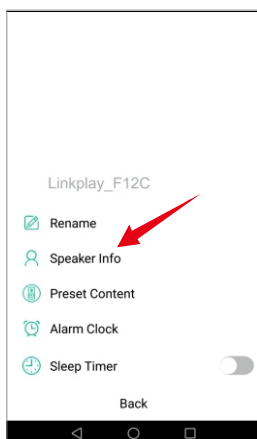 Linkplay_F12C
Rename
Speaker Info
Preset Content
Alarm Clock
Sleep Timer
Back